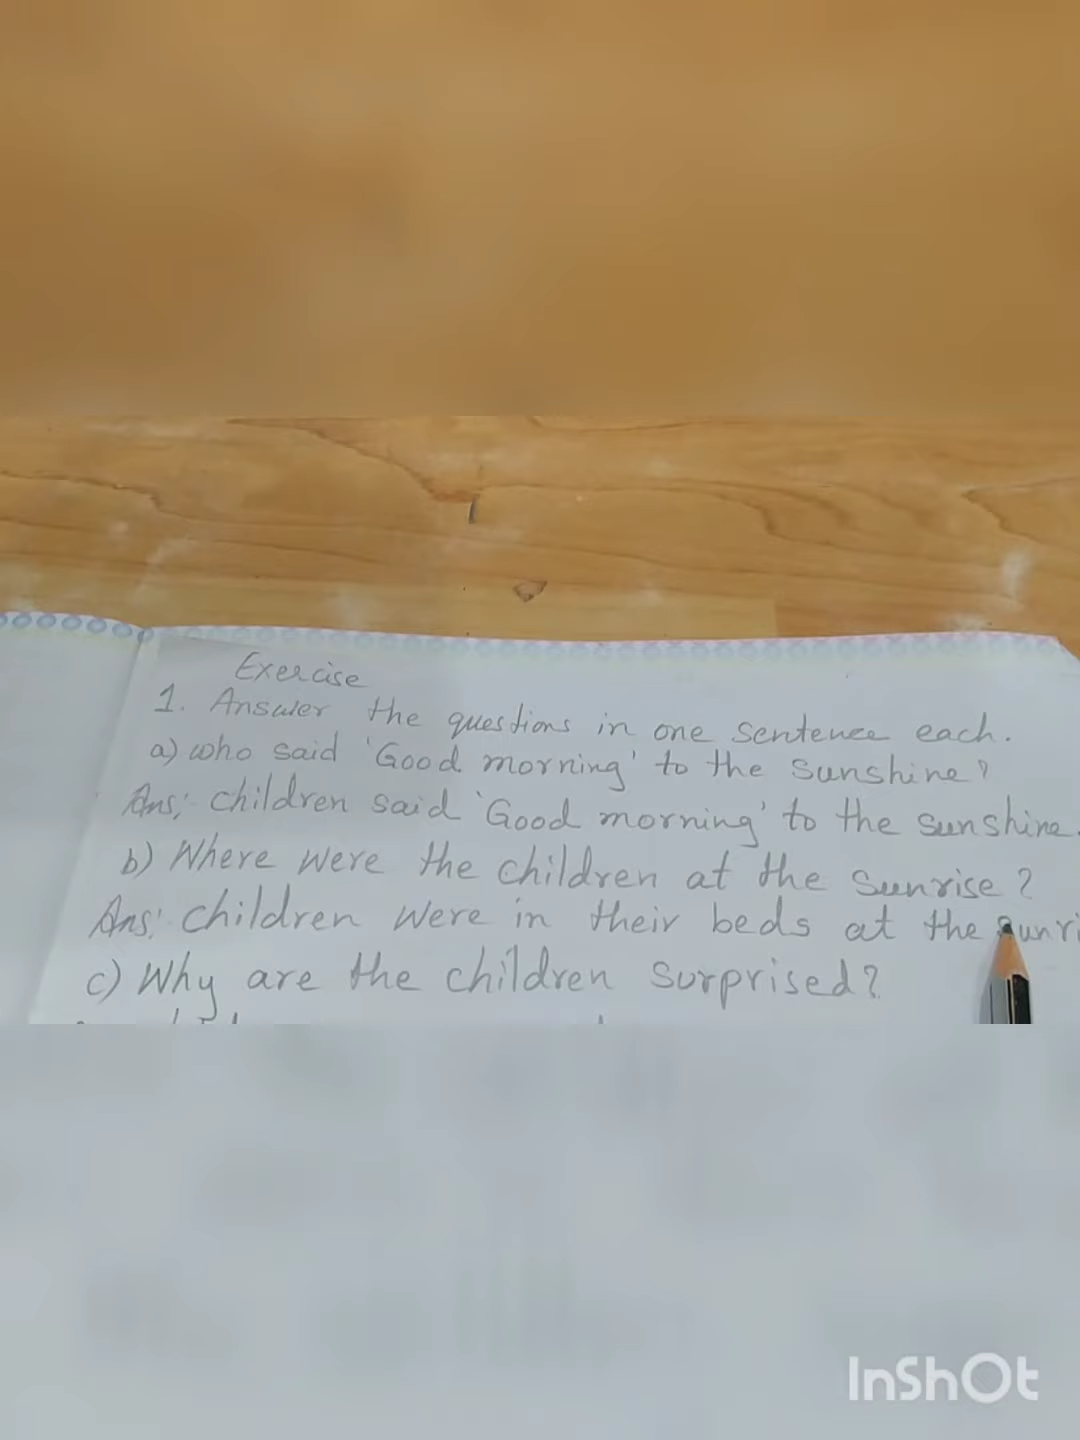 Exercise
1. Answer the questions in one sentence each.
a) who said 'Good morning' to the sunshine?
Ans: children said 'Good morning' to the sunshine.
b) Where were the children at the sunrise?
Ans: children were in their beds at the
c) Why are the children surprised?
InShOt